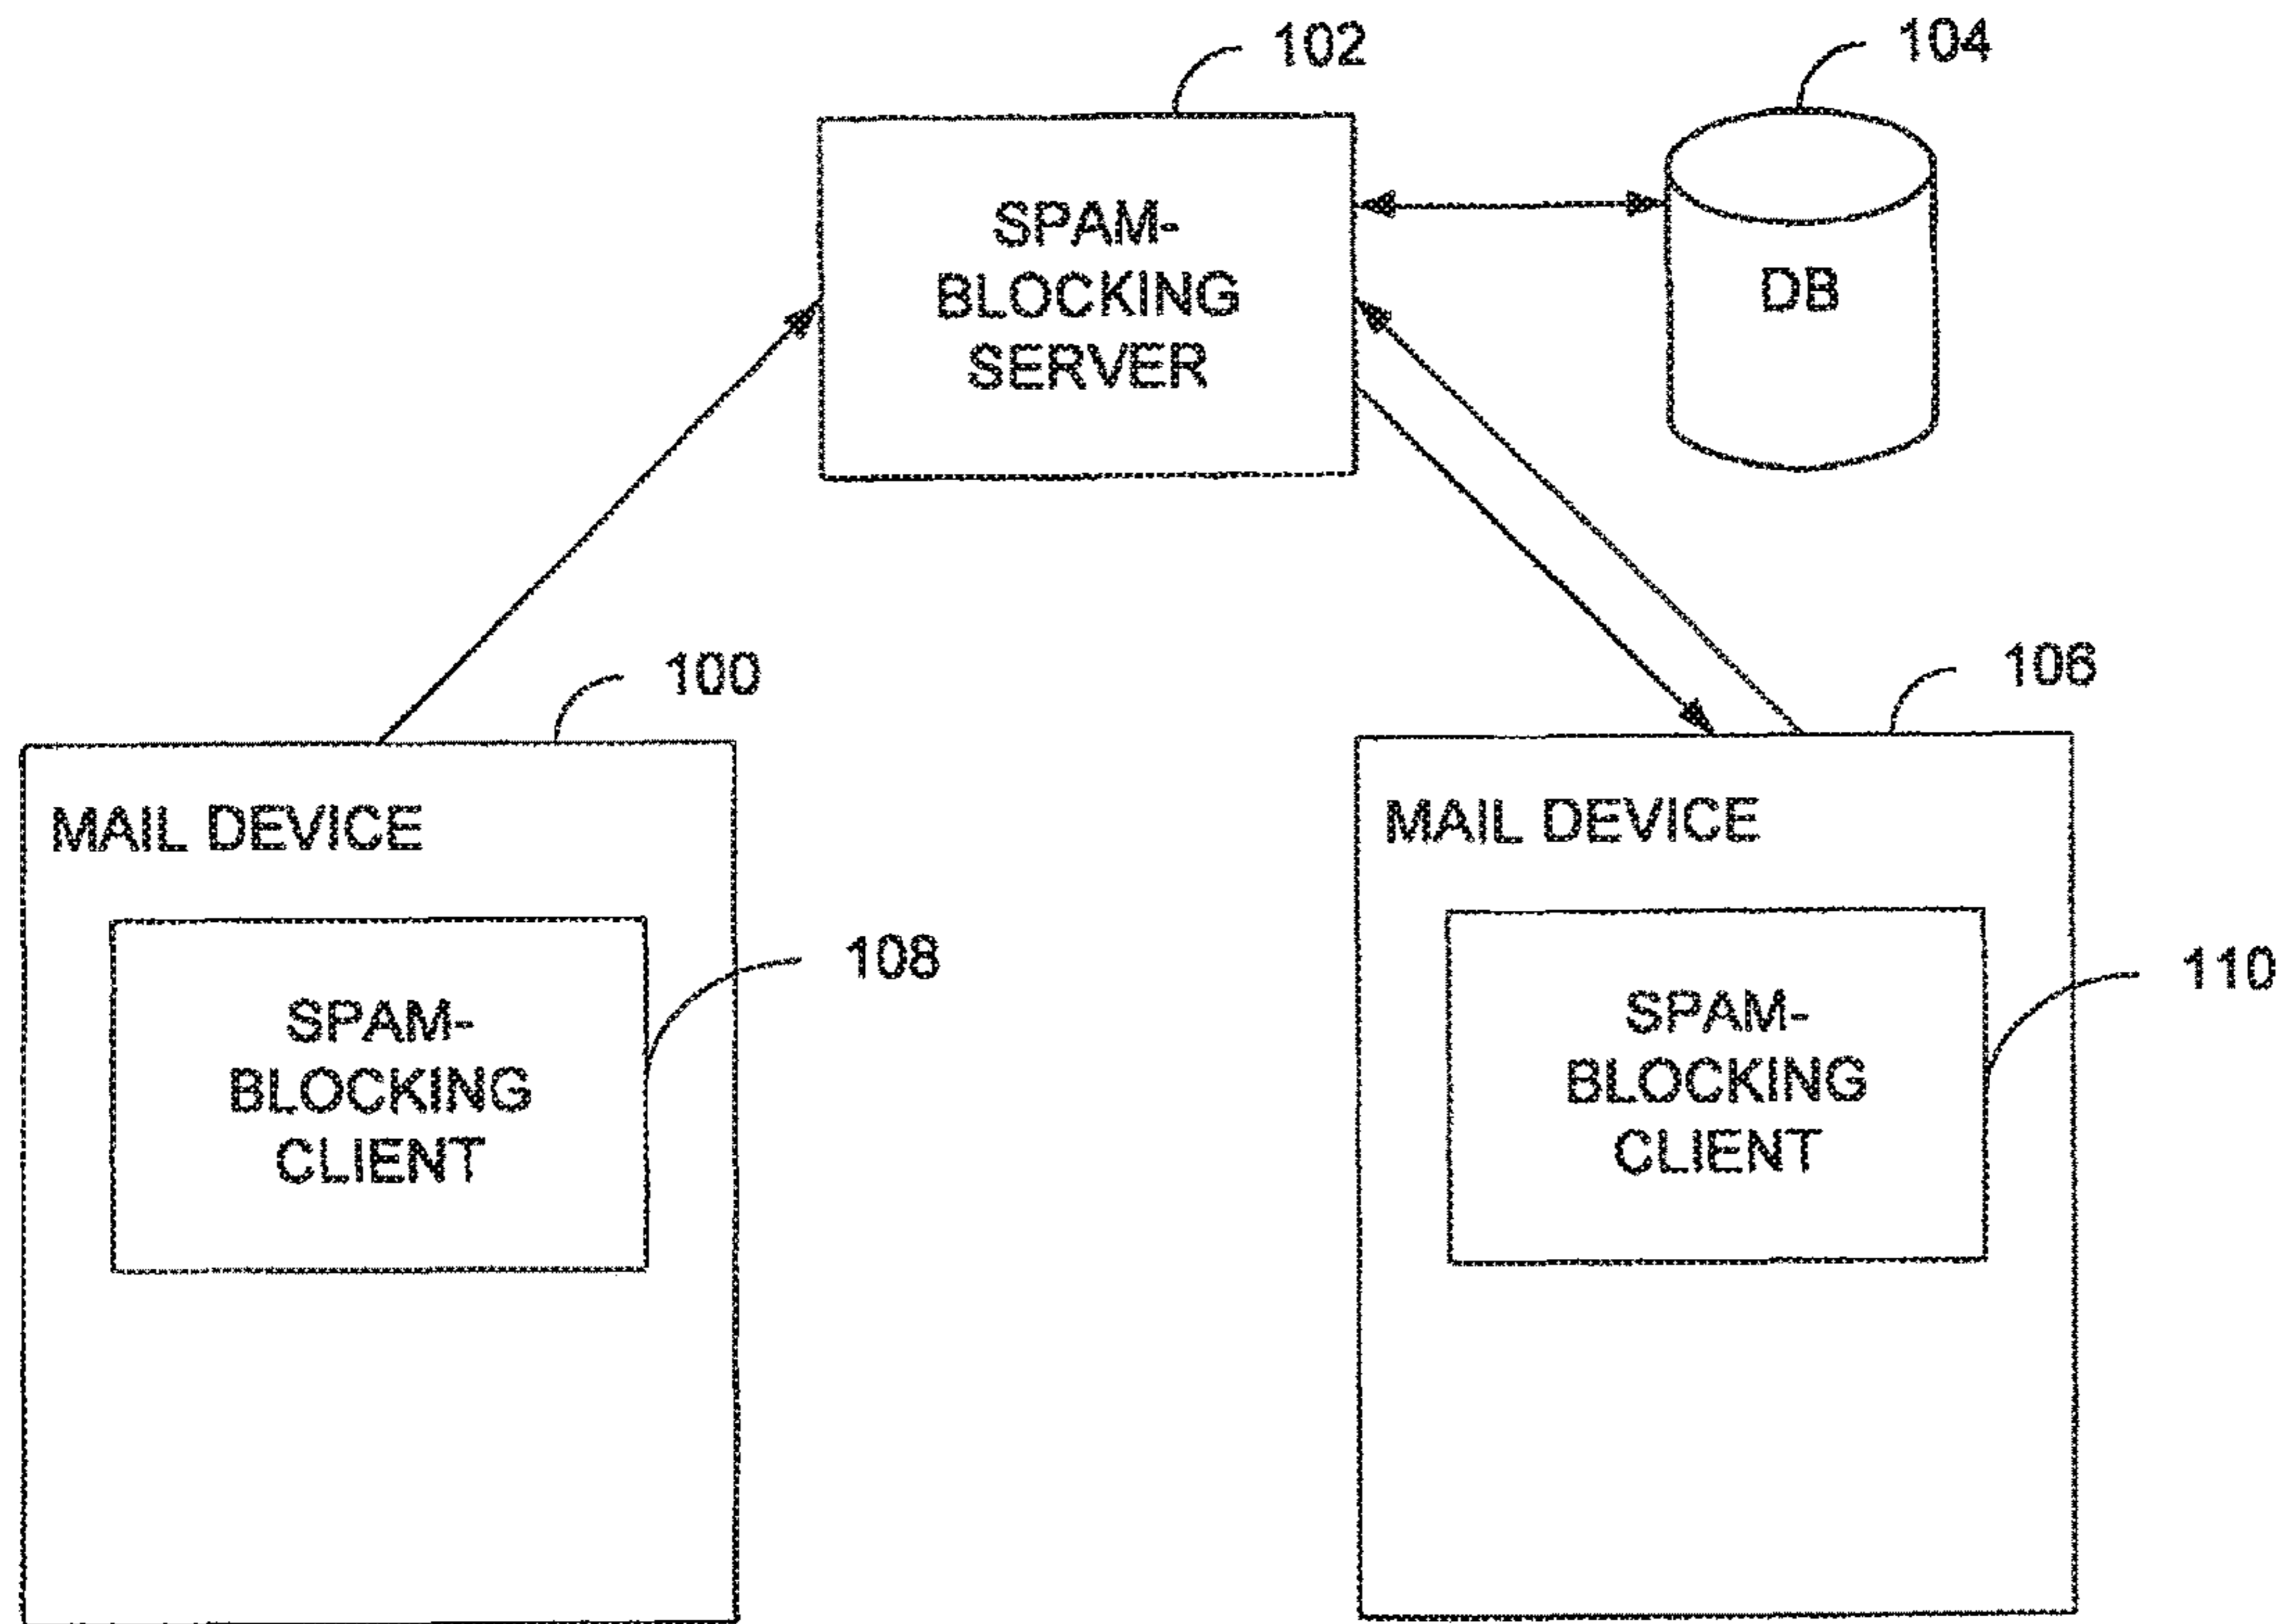 102
104
SPAM-
BLOCKING
SERVER
DB
100
106
MAIL DEVICE
MAIL DEVICE
108
110
SPAM-
BLOCKING
CLIENT
SPAM-
BLOCKING
CLIENT